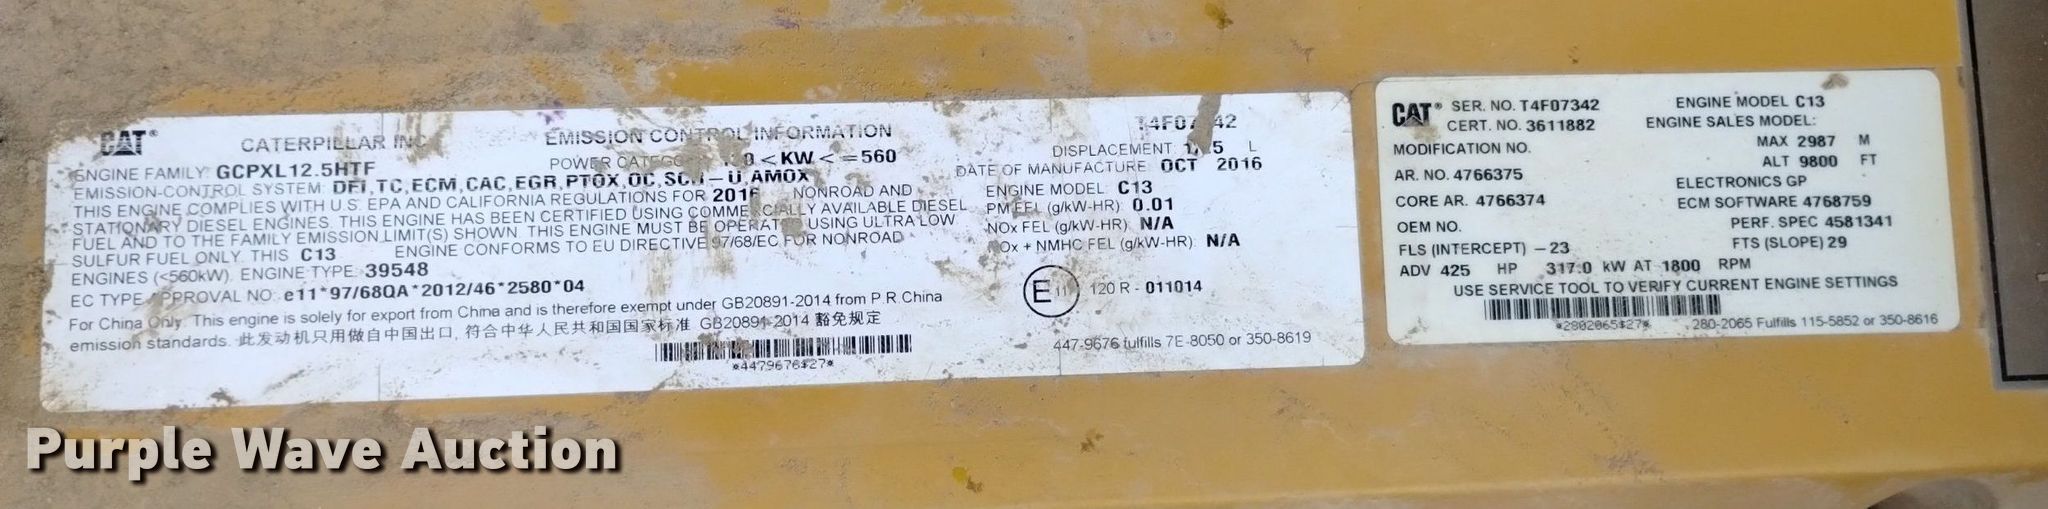 CAT® CATERPILLAR INC EMISSION CONTROL INFORMATION
ENGINE FAMILY: GCPXL12.5HTF POWER CATEGORY: <KW<=560
EMISSION-CONTROL SYSTEM: DFI,TC,ECM,CAC,EGR,PTOX,OC,SCR-U,AMOX
THIS ENGINE COMPLIES WITH U.S. EPA AND CALIFORNIA REGULATIONS FOR 2016 NONROAD AND
STATIONARY DIESEL ENGINES. THIS ENGINE HAS BEEN CERTIFIED USING COMMERCIALLY AVAILABLE DIESEL
FUEL AND TO THE FAMILY EMISSION LIMIT(S) SHOWN. THIS ENGINE MUST BE OPERATED USING ULTRA LOW
SULFUR FUEL ONLY. THIS C13 ENGINE CONFORMS TO EU DIRECTIVE 97/68/EC FOR NONROAD
ENGINES (<560kW). ENGINE TYPE: 39548
EC TYPE APPROVAL NO: e11*97/68QA*2012/46*2580*04
For China Only: This engine is solely for export from China and is therefore exempt under GB20891-2014 from P.R.China
emission standards. 此发动机只用做自中国出口, 符合中华人民共和国国家标准 GB20891-2014 豁免规定
*4479676$27*
DISPLACEMENT: L
DATE OF MANUFACTURE: OCT 2016
ENGINE MODEL: C13
PM FEL (g/kW-HR): 0.01
NOx FEL (g/kW-HR): N/A
NOx + NMHC FEL (g/kW-HR): N/A
E 11 120 R - 011014
447-9676 fulfills 7E-8050 or 350-8619
CAT® SER. NO. T4F07342 ENGINE MODEL C13
CERT. NO. 3611882 ENGINE SALES MODEL:
MODIFICATION NO. MAX 2987 M
ALT 9800 FT
AR. NO. 4766375 ELECTRONICS GP
CORE AR. 4766374 ECM SOFTWARE 4768759
OEM NO. PERF. SPEC 4581341
FLS (INTERCEPT) -23 FTS (SLOPE) 29
ADV 425 HP 317.0 kW AT 1800 RPM
USE SERVICE TOOL TO VERIFY CURRENT ENGINE SETTINGS
*2802065$27* 280-2065 Fulfills 115-5852 or 350-8616
Purple Wave Auction